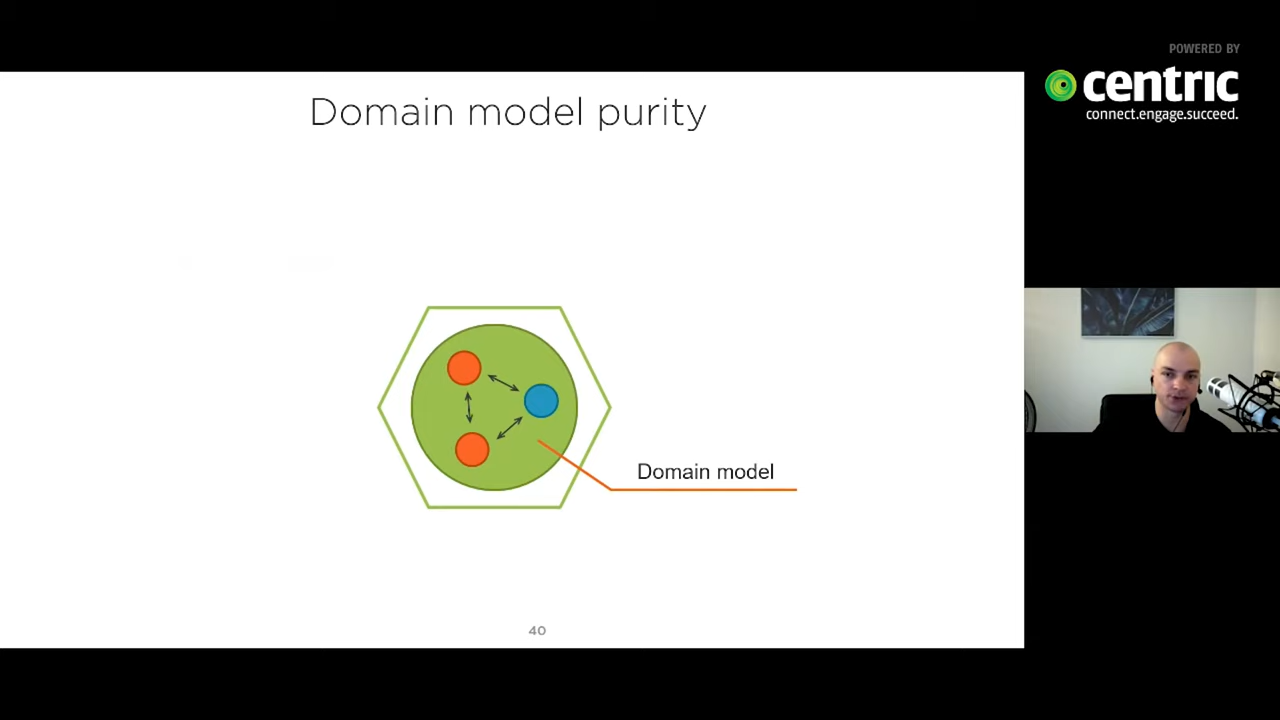 POWERED BY
centric
connect.engage.succeed.
Domain model purity
Domain model
40